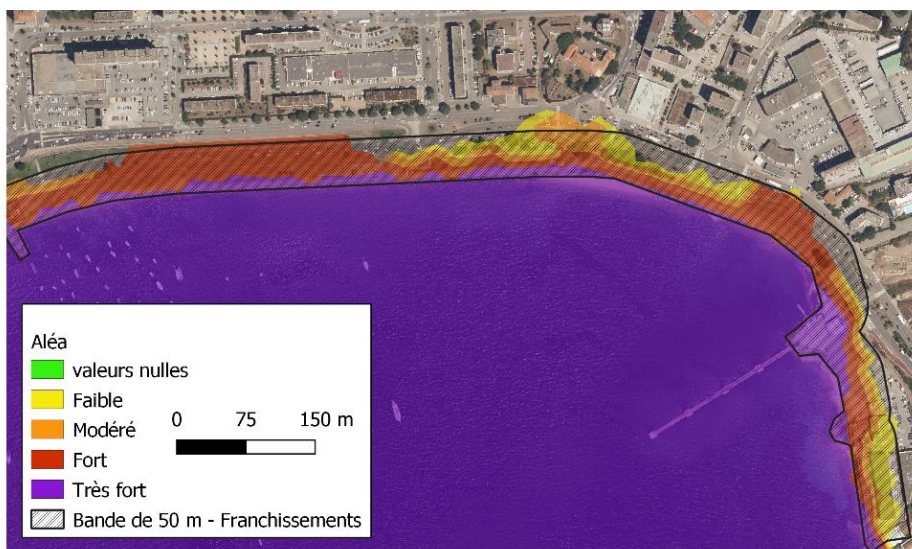 Aléa
valeurs nulles
Faible
0 75 150 m
Modéré
Fort
Très fort
Bande de 50 m - Franchissements